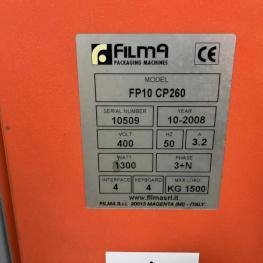 FILMA
PACKAGING MACHINES
CE
MODEL
FP10 CP260
SERIAL NUMBER YEAR
10509 10-2008
VOLT HZ A
400 50 3.2
WATT PHASE
1300 3+N
INTERFACE KEYBOARD MAX LOAD
4 4 KG 1500
www.filmasrl.it
FILMA S.r.l. 20013 MAGENTA (MI) - ITALY